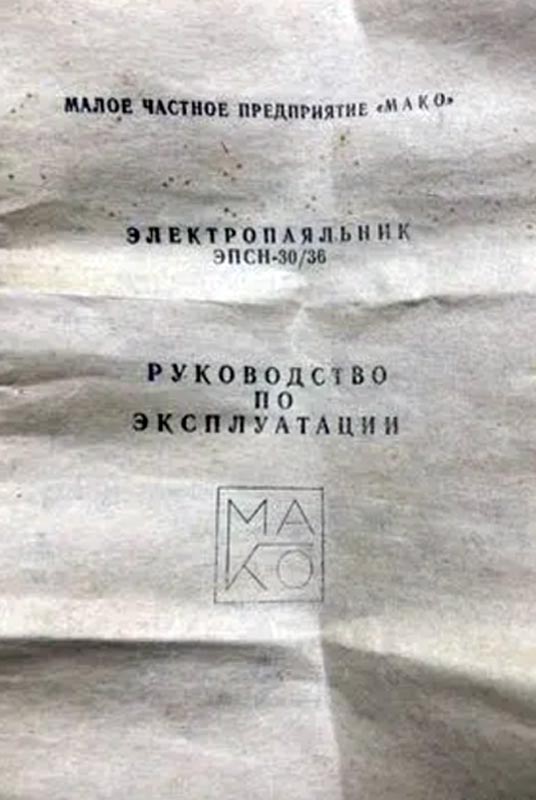 МАЛОЕ ЧАСТНОЕ ПРЕДПРИЯТИЕ «МАКО»
ЭЛЕКТРОПАЯЛЬНИК
ЭПСН-30/36
РУКОВОДСТВО
ПО
ЭКСПЛУАТАЦИИ
МА
КО